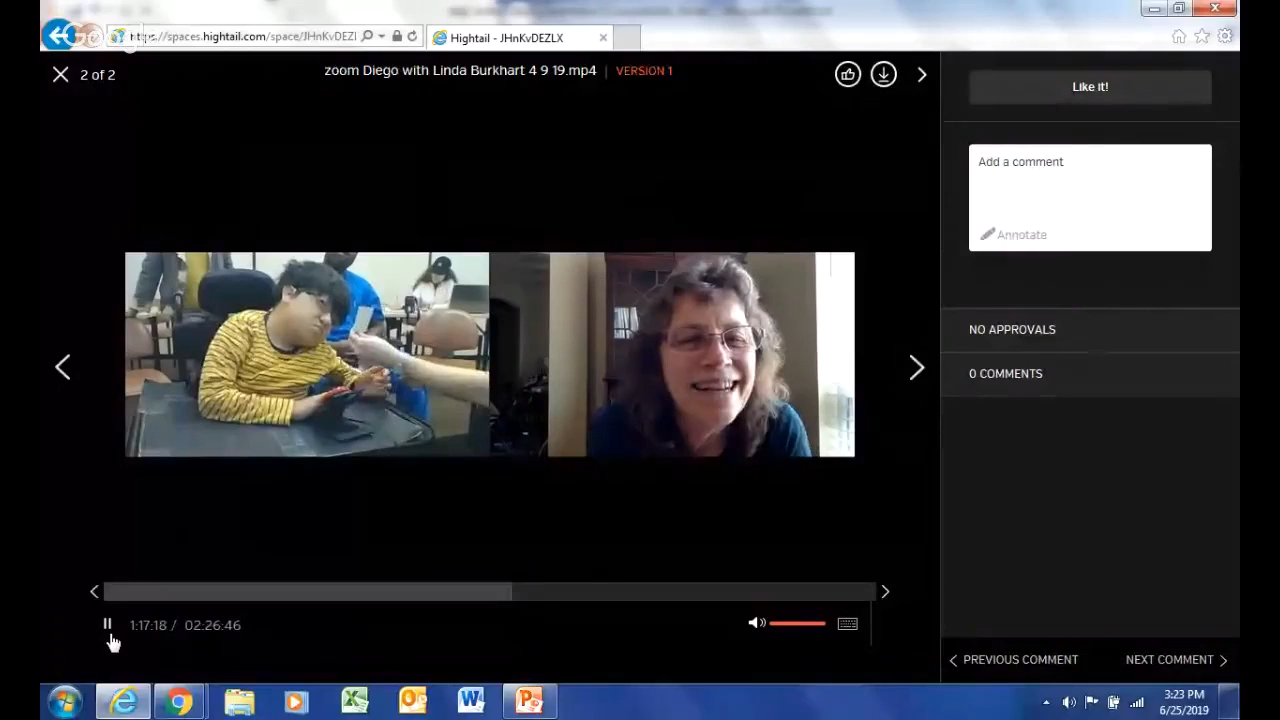 https://spaces.hightail.com/space/JHnKvDEZI
Hightail - JHnKvDEZLX
2 of 2
zoom Diego with Linda Burkhart 4 9 19.mp4
VERSION 1
Like it!
Add a comment
Annotate
NO APPROVALS
0 COMMENTS
1:17:18 / 02:26:46
PREVIOUS COMMENT
NEXT COMMENT
3:23 PM
6/25/2019